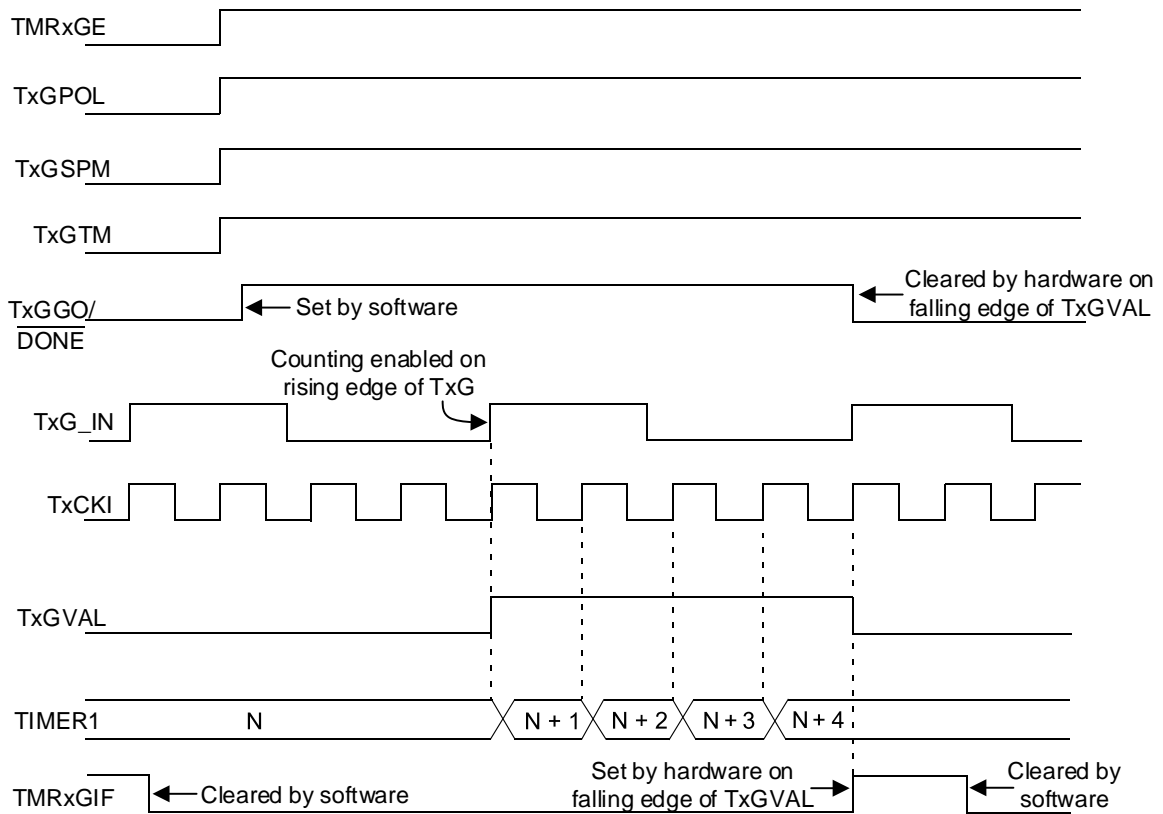 TMRxGE
TxGPOL
TxGSPM
TxGTM
TxGGO/
DONE
Set by software
Cleared by hardware on
falling edge of TxGVAL
Counting enabled on
rising edge of TxG
TxG_IN
TxCKI
TxGVAL
TIMER1
N
N + 1
N + 2
N + 3
N + 4
TMRxGIF
Cleared by software
Set by hardware on
falling edge of TxGVAL
Cleared by
software